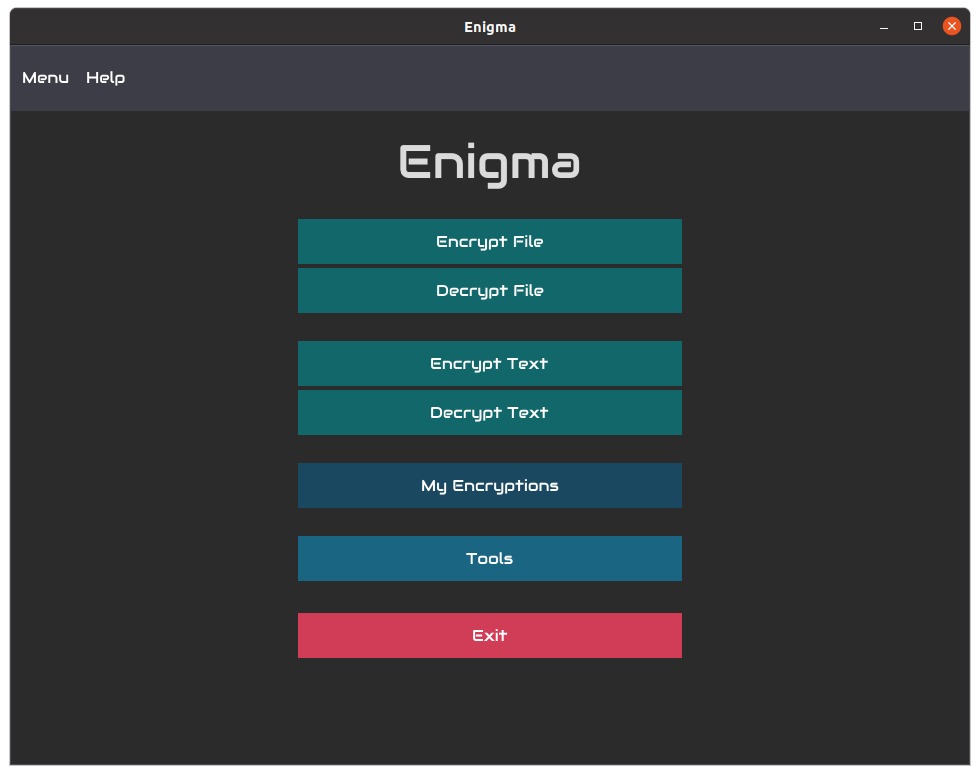 Enigma
Menu Help
Enigma
Encrypt File
Decrypt File
Encrypt Text
Decrypt Text
My Encryptions
Tools
Exit